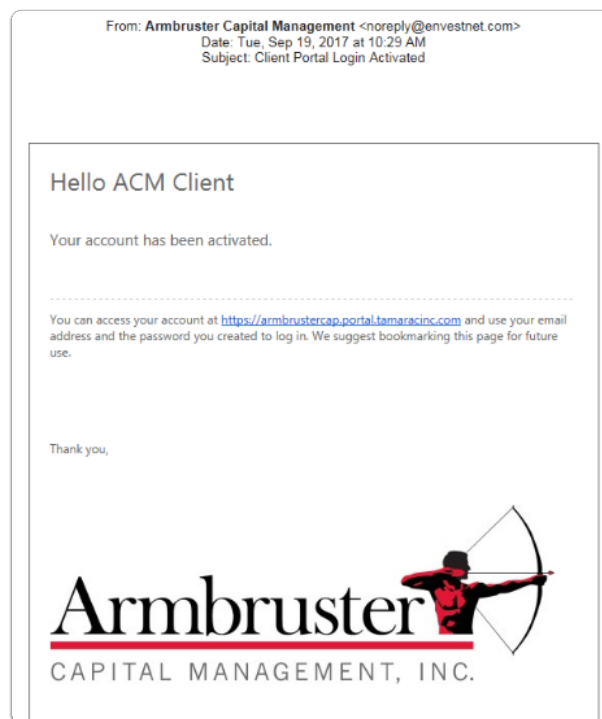 From: Armbruster Capital Management <noreply@envestnet.com>
Date: Tue, Sep 19, 2017 at 10:29 AM
Subject: Client Portal Login Activated
Hello ACM Client
Your account has been activated.
You can access your account at https://armbrustercap.portal.tamaracinc.com and use your email
address and the password you created to log in. We suggest bookmarking this page for future
use.
Thank you,
Armbruster
CAPITAL MANAGEMENT, INC.